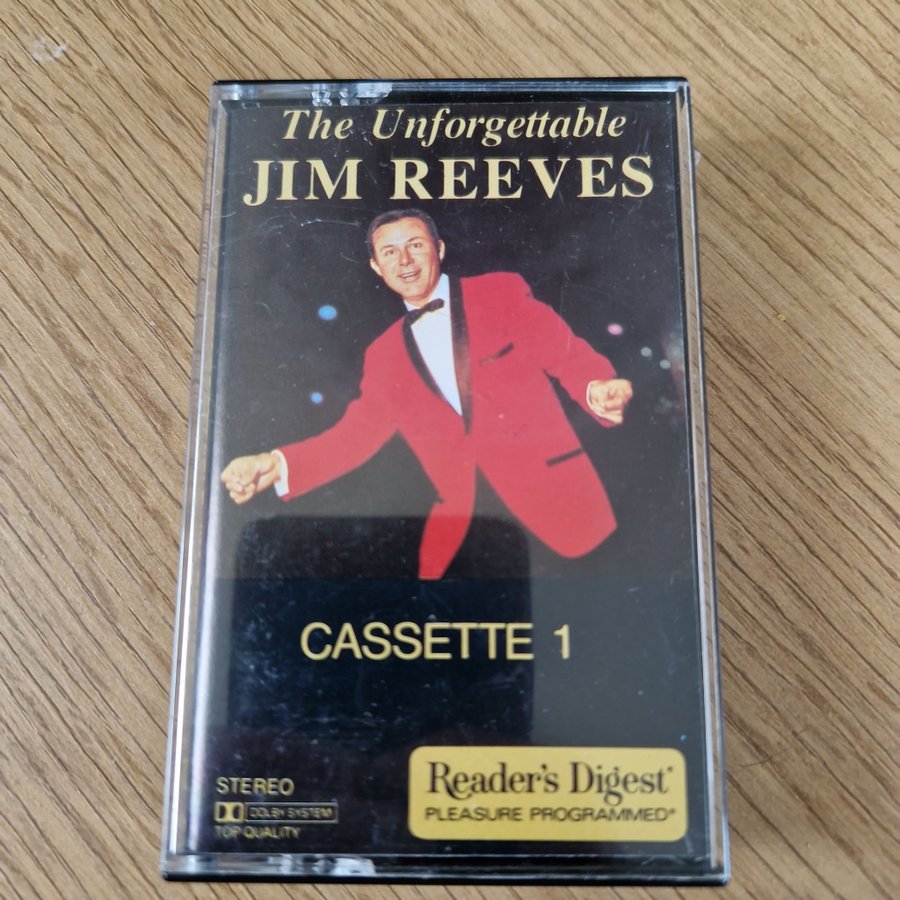 The Unforgettable
JIM REEVES
CASSETTE 1
STEREO
DOLBY SYSTEM
TOP QUALITY
Reader's Digest®
PLEASURE PROGRAMMED®